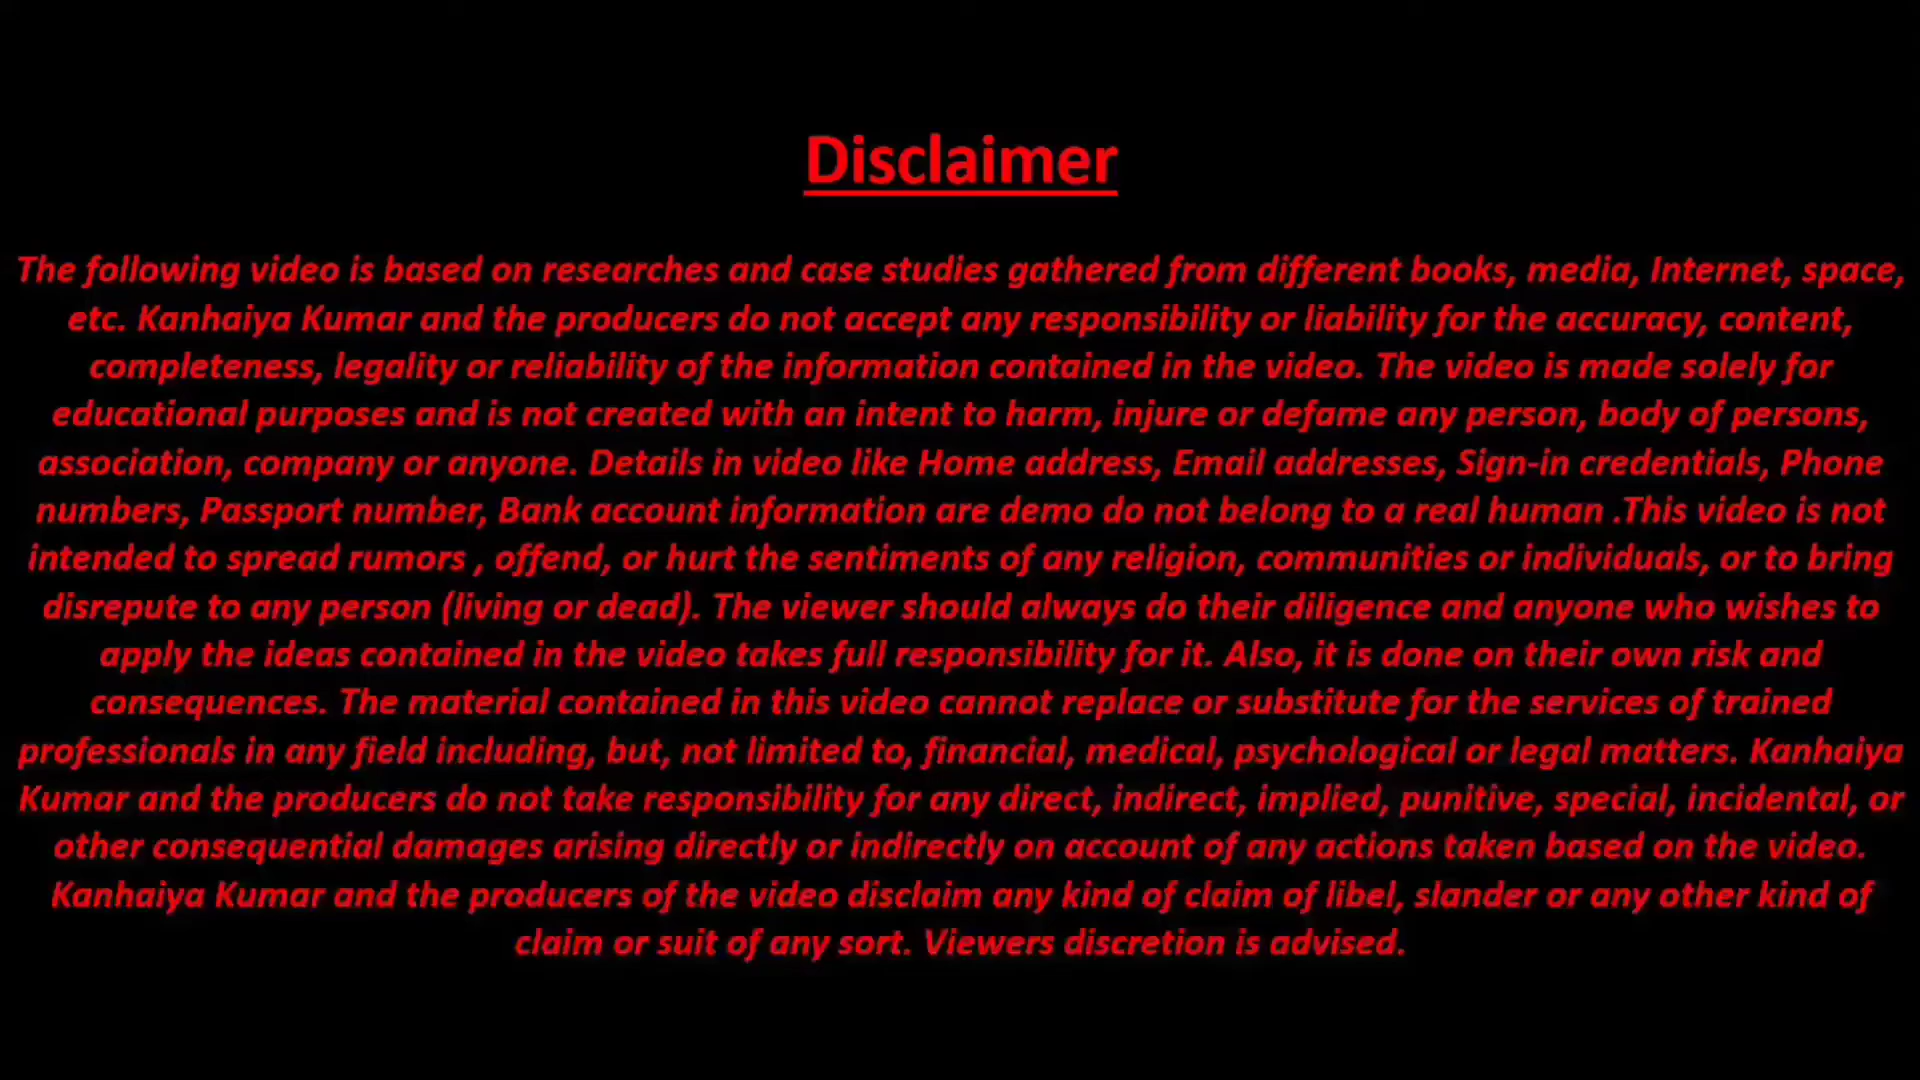 Disclaimer
The following video is based on researches and case studies gathered from different books, media, Internet, space,
etc. Kanhaiya Kumar and the producers do not accept any responsibility or liability for the accuracy, content,
completeness, legality or reliability of the information contained in the video. The video is made solely for
educational purposes and is not created with an intent to harm, injure or defame any person, body of persons,
association, company or anyone. Details in video like Home address, Email addresses, Sign-in credentials, Phone
numbers, Passport number, Bank account information are demo do not belong to a real human .This video is not
intended to spread rumors , offend, or hurt the sentiments of any religion, communities or individuals, or to bring
disrepute to any person (living or dead). The viewer should always do their diligence and anyone who wishes to
apply the ideas contained in the video takes full responsibility for it. Also, it is done on their own risk and
consequences. The material contained in this video cannot replace or substitute for the services of trained
professionals in any field including, but, not limited to, financial, medical, psychological or legal matters. Kanhaiya
Kumar and the producers do not take responsibility for any direct, indirect, implied, punitive, special, incidental, or
other consequential damages arising directly or indirectly on account of any actions taken based on the video.
Kanhaiya Kumar and the producers of the video disclaim any kind of claim of libel, slander or any other kind of
claim or suit of any sort. Viewers discretion is advised.